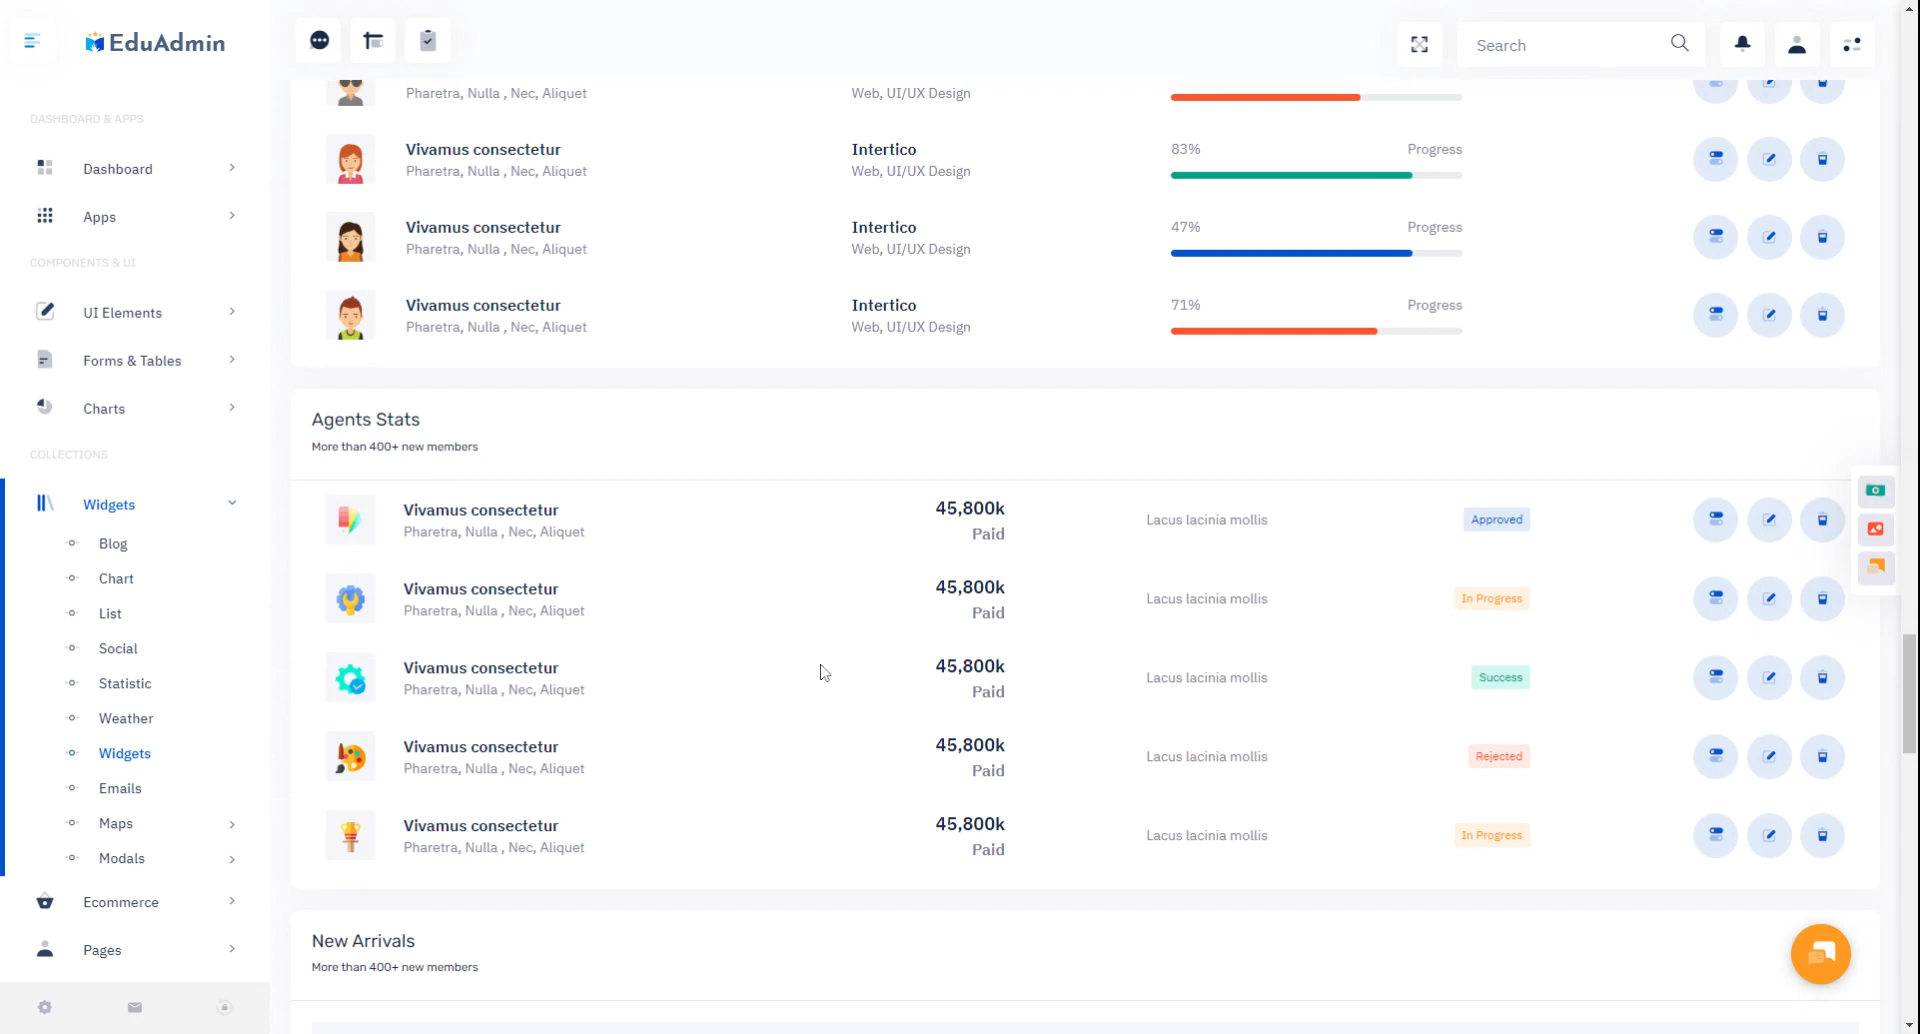 EduAdmin
Search
DASHBOARD & APPS
Dashboard
Apps
COMPONENTS & UI
UI Elements
Forms & Tables
Charts
COLLECTIONS
Widgets
Blog
Chart
List
Social
Statistic
Weather
Widgets
Emails
Maps
Modals
Ecommerce
Pages
Pharetra, Nulla , Nec, Aliquet
Web, UI/UX Design
Vivamus consectetur
Pharetra, Nulla , Nec, Aliquet
Intertico
Web, UI/UX Design
83% Progress
Vivamus consectetur
Pharetra, Nulla , Nec, Aliquet
Intertico
Web, UI/UX Design
47% Progress
Vivamus consectetur
Pharetra, Nulla , Nec, Aliquet
Intertico
Web, UI/UX Design
71% Progress
Agents Stats
More than 400+ new members
Vivamus consectetur
Pharetra, Nulla , Nec, Aliquet
45,800k
Paid
Lacus lacinia mollis
Approved
Vivamus consectetur
Pharetra, Nulla , Nec, Aliquet
45,800k
Paid
Lacus lacinia mollis
In Progress
Vivamus consectetur
Pharetra, Nulla , Nec, Aliquet
45,800k
Paid
Lacus lacinia mollis
Success
Vivamus consectetur
Pharetra, Nulla , Nec, Aliquet
45,800k
Paid
Lacus lacinia mollis
Rejected
Vivamus consectetur
Pharetra, Nulla , Nec, Aliquet
45,800k
Paid
Lacus lacinia mollis
In Progress
New Arrivals
More than 400+ new members